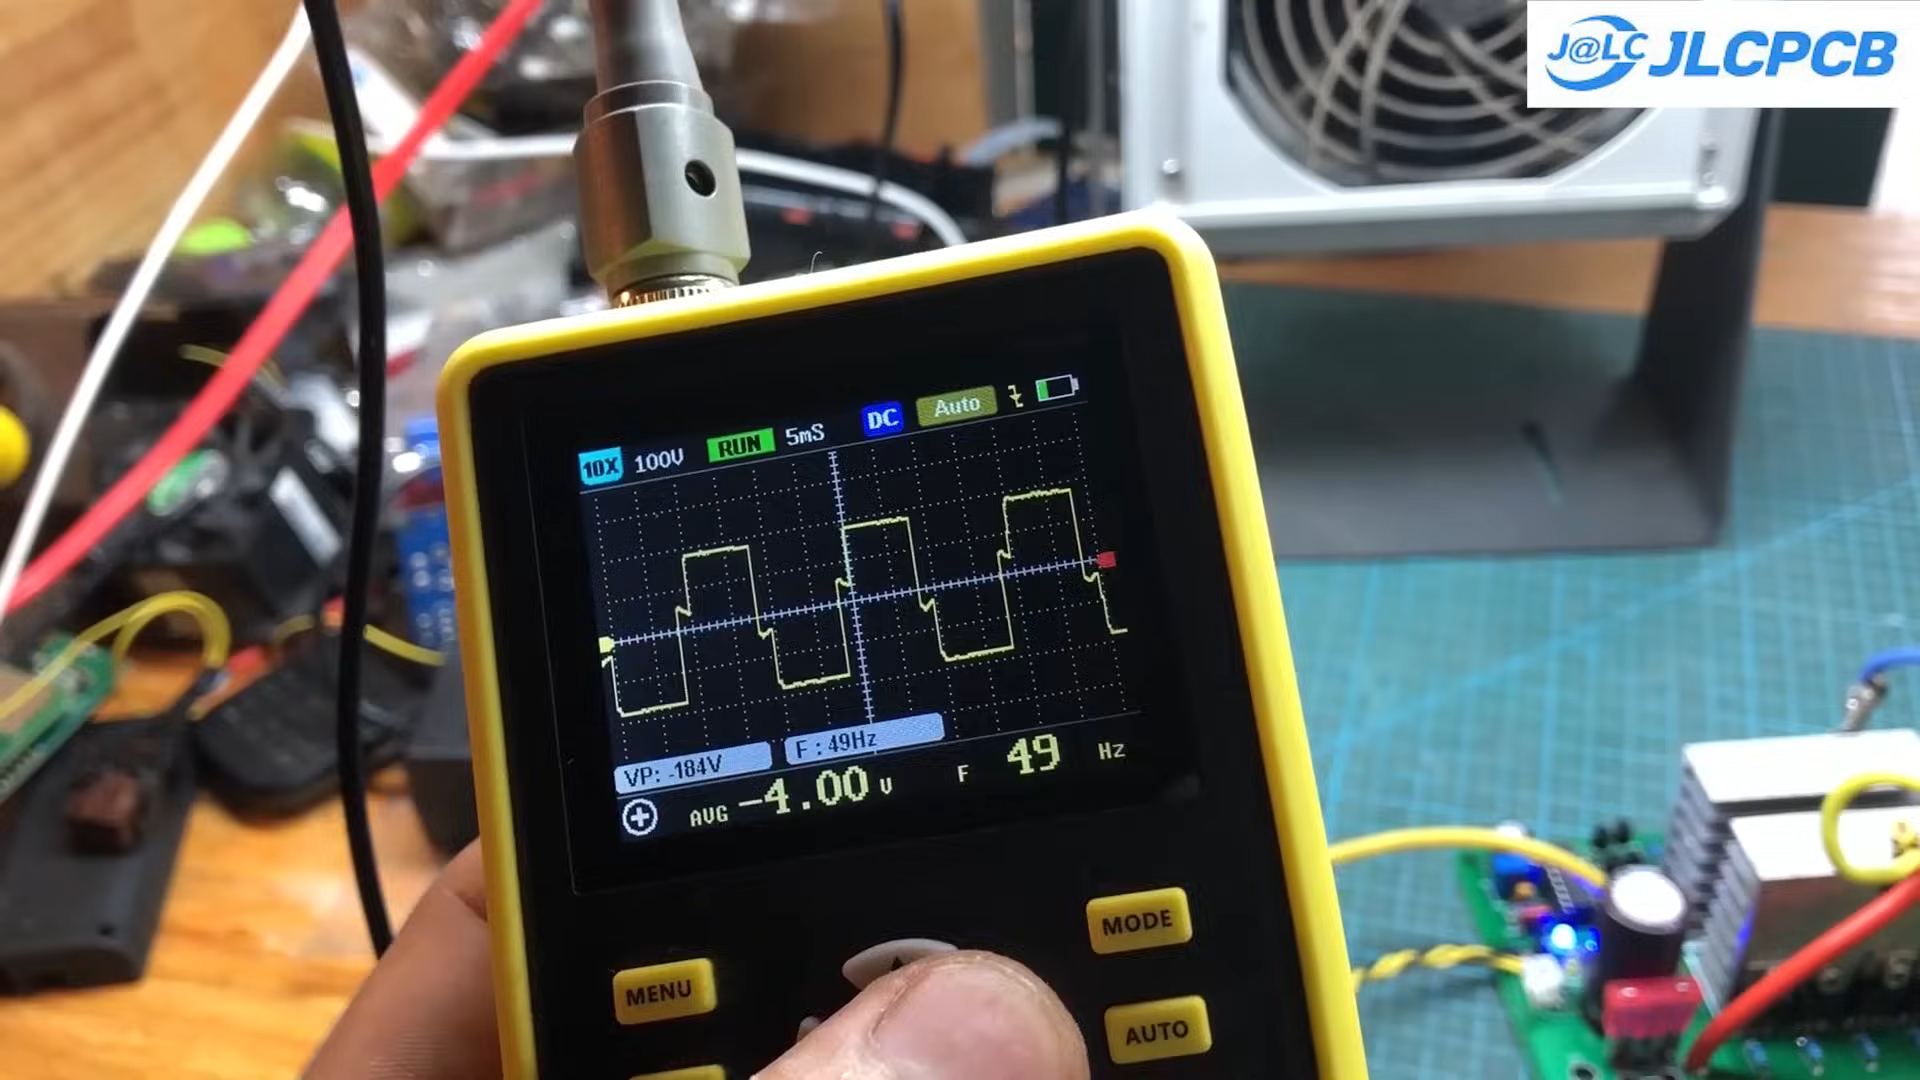 J@LC JLCPCB
10X 100V RUN 5mS DC Auto
VP: -184V F : 49Hz
AVG -4.00 V F 49 Hz
MODE
MENU
AUTO